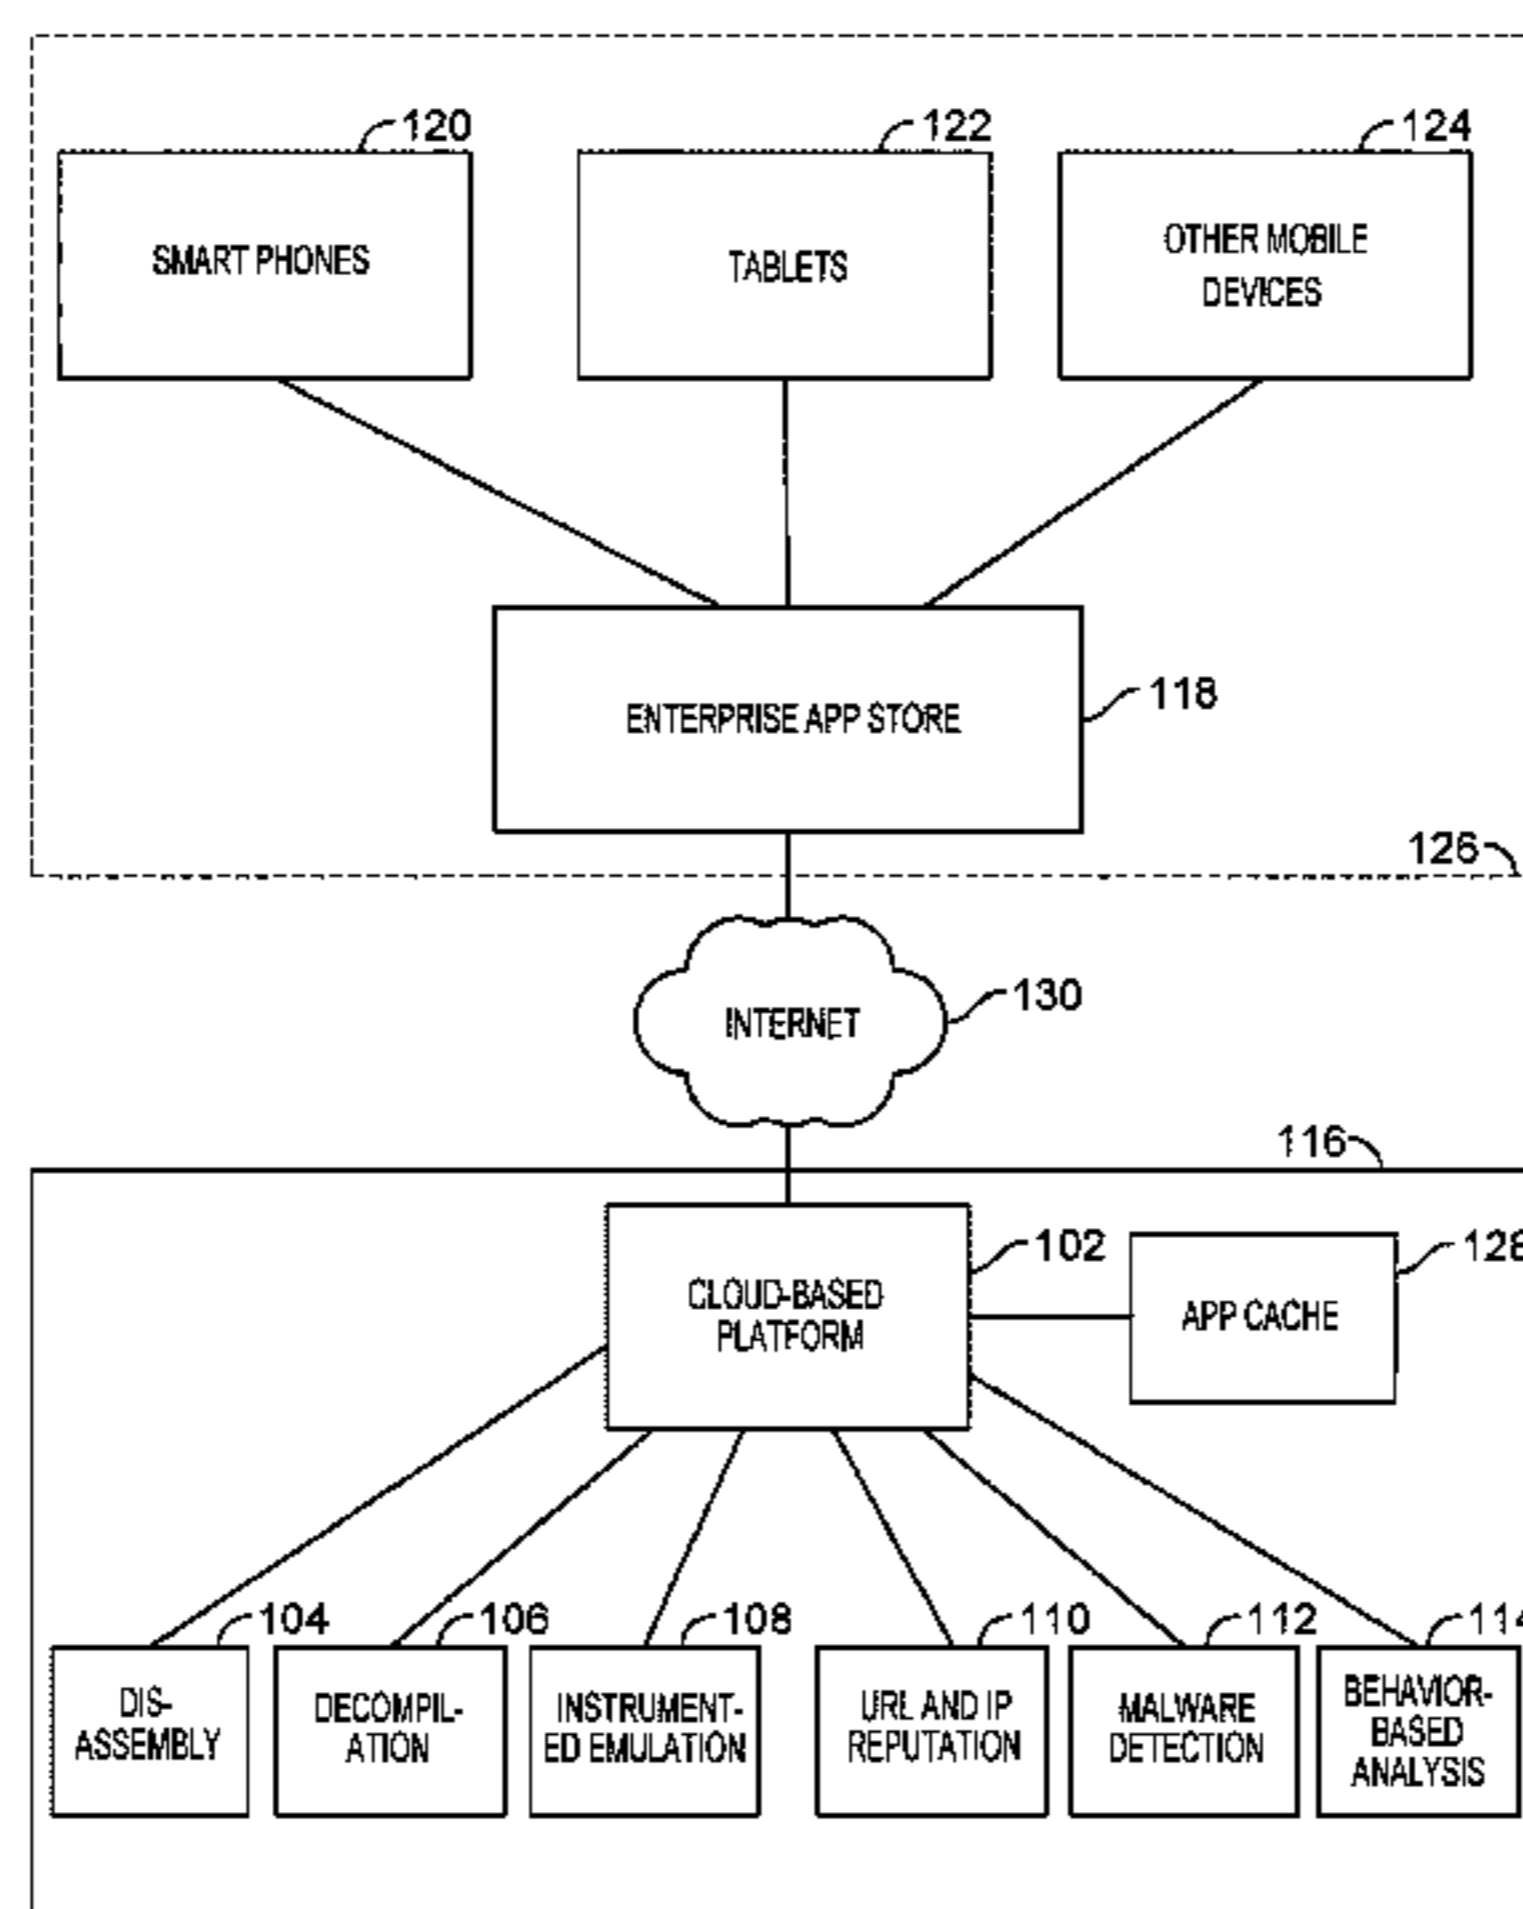 120
122
124
SMART PHONES
TABLETS
OTHER MOBILE
DEVICES
118
ENTERPRISE APP STORE
126
INTERNET
130
116
102
128
CLOUD-BASED
PLATFORM
APP CACHE
104
106
108
110
112
114
DIS-
ASSEMBLY
DECOMPIL-
ATION
INSTRUMENT-
ED EMULATION
URL AND IP
REPUTATION
MALWARE
DETECTION
BEHAVIOR-
BASED
ANALYSIS